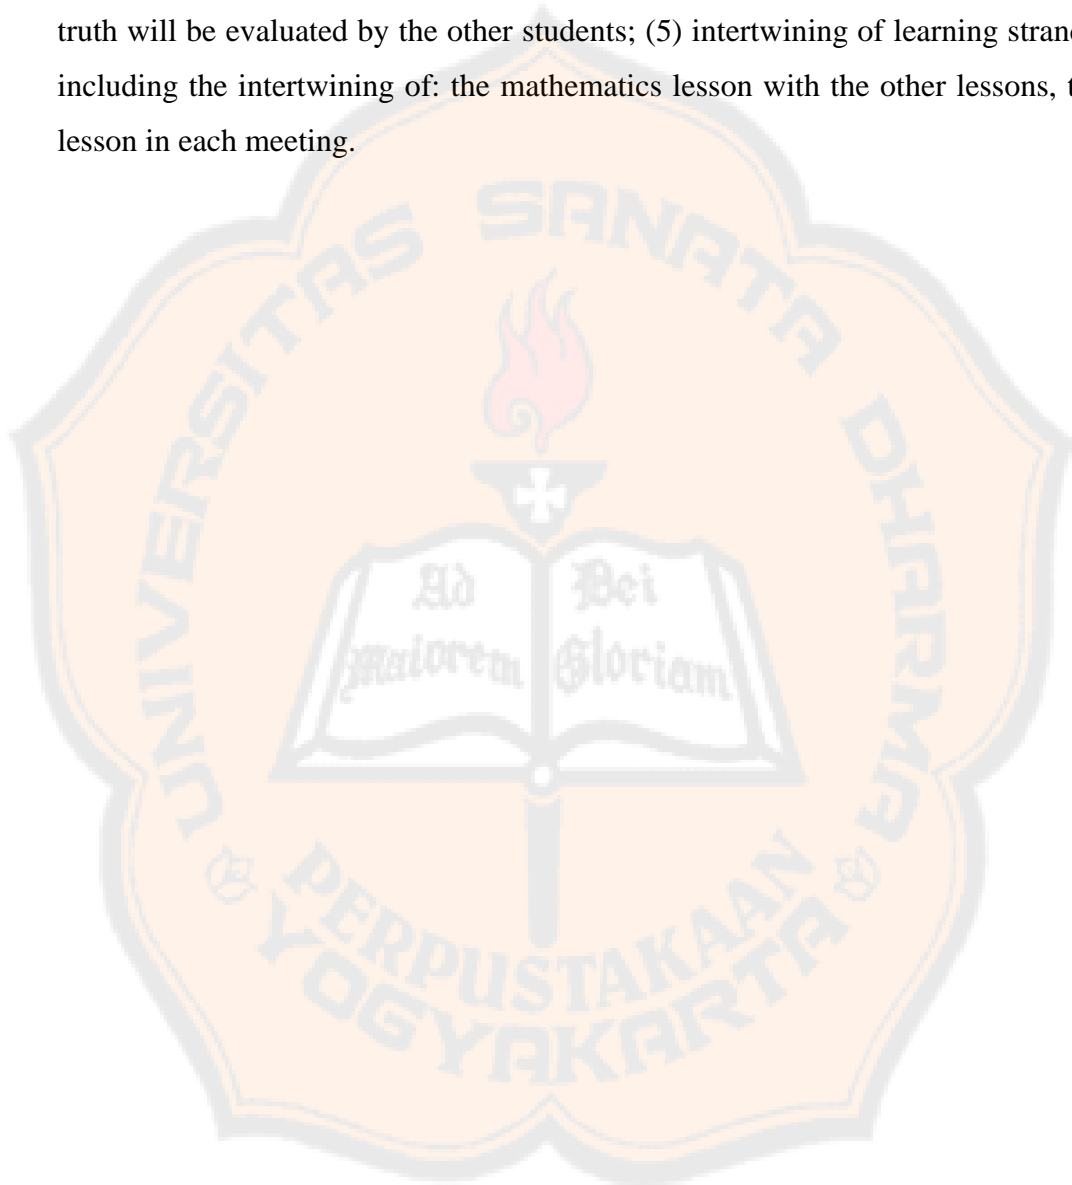 truth will be evaluated by the other students; (5) intertwining of learning
including the intertwining of: the mathematics lesson with the other lessons,
lesson in each meeting.
UNIVERSITAS SANATA DHARMA
Ad Dei
Maiorem Gloriam
PERPUSTAKAAN
YOGYAKARTA